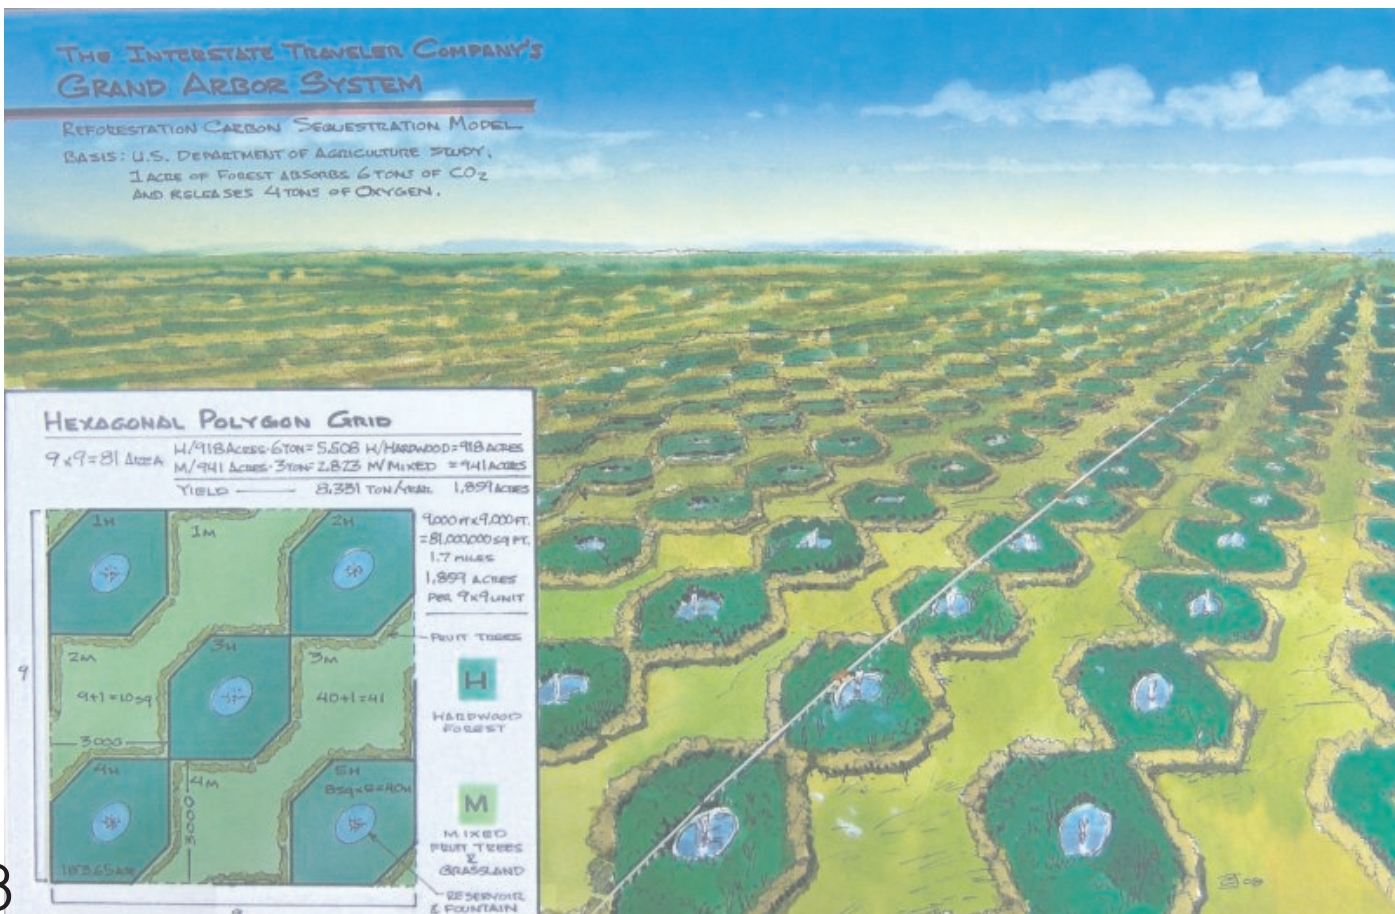 THE INTERSTATE TRAVELER COMPANY'S
GRAND ARBOR SYSTEM
REFORESTATION CARBON SEQUESTRATION MODEL
BASIS: U.S. DEPARTMENT OF AGRICULTURE STUDY,
1 ACRE OF FOREST ABSORBS 6 TONS OF CO2
AND RELEASES 4 TONS OF OXYGEN.
HEXAGONAL POLYGON GRID
9x9=81 AREA
H/918 ACRES·6 TON=5,508 H/HARDWOOD=918 ACRES
M/941 ACRES·3 TON=2,823 M/MIXED =941 ACRES
YIELD — 8,331 TON/YEAR 1,859 ACRES
9,000 FT x 9,000 FT.
=81,000,000 SQ FT.
1.7 MILES
1,859 ACRES
PER 9x9 UNIT
1H
1M
2H
FRUIT TREES
2M
3H
3M
9
9+1=10 SQ
40+1=41
H
HARDWOOD
FOREST
3000
4H
4M
5H
3000
M
MIXED
FRUIT TREES
&
GRASSLAND
RESERVOIR
& FOUNTAIN
9
08
3